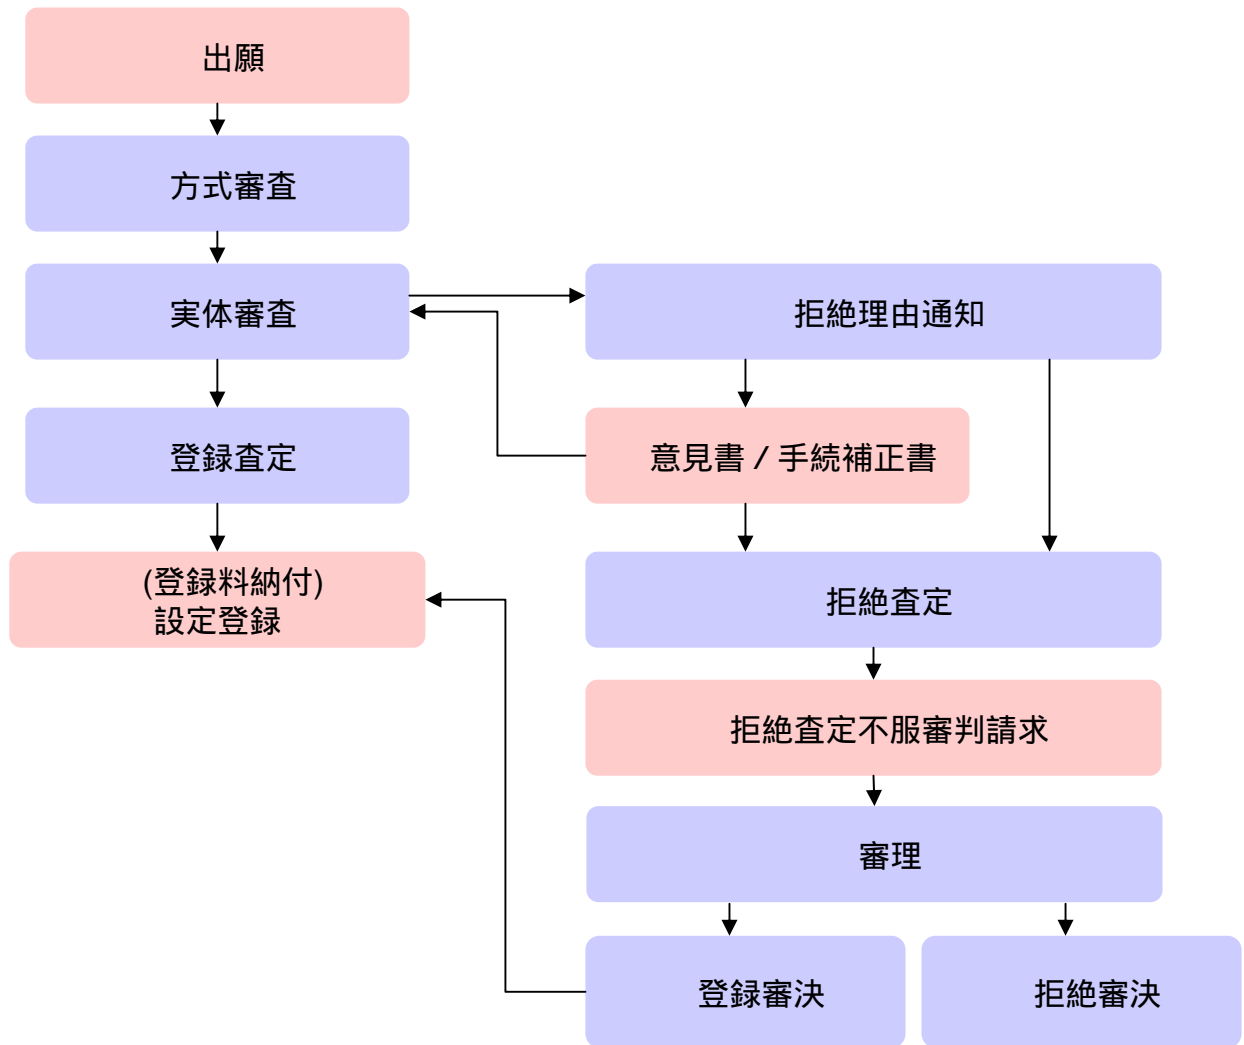 出願
方式審査
実体審査
拒絶理由通知
登録査定
意見書 / 手続補正書
(登録料納付)
設定登録
拒絶査定
拒絶査定不服審判請求
審理
登録審決
拒絶審決